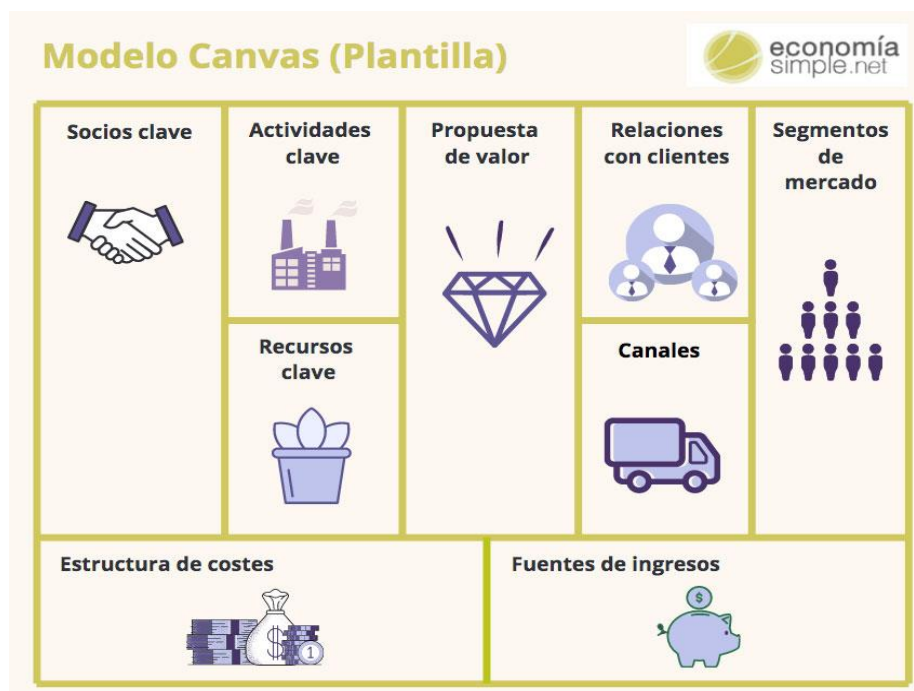 Modelo Canvas (Plantilla)
economía
simple.net
Socios clave
Actividades
clave
Propuesta
de valor
Relaciones
con clientes
Segmentos
de
mercado
Recursos
clave
Canales
Estructura de costes
$
1
Fuentes de ingresos
$